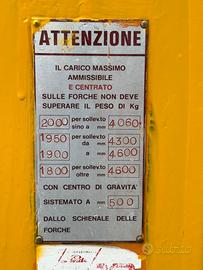 ATTENZIONE
IL CARICO MASSIMO
AMMISSIBILE
E CENTRATO
SULLE FORCHE NON DEVE
SUPERARE IL PESO DI Kg
2000 per sollev.to sino a mm 4060
1950 per sollev.to da mm 4300
1900 a mm 4600
1800 per sollev.to oltre mm 4600
CON CENTRO DI GRAVITA'
SISTEMATO A mm 500
DALLO SCHIENALE DELLE
FORCHE
subito